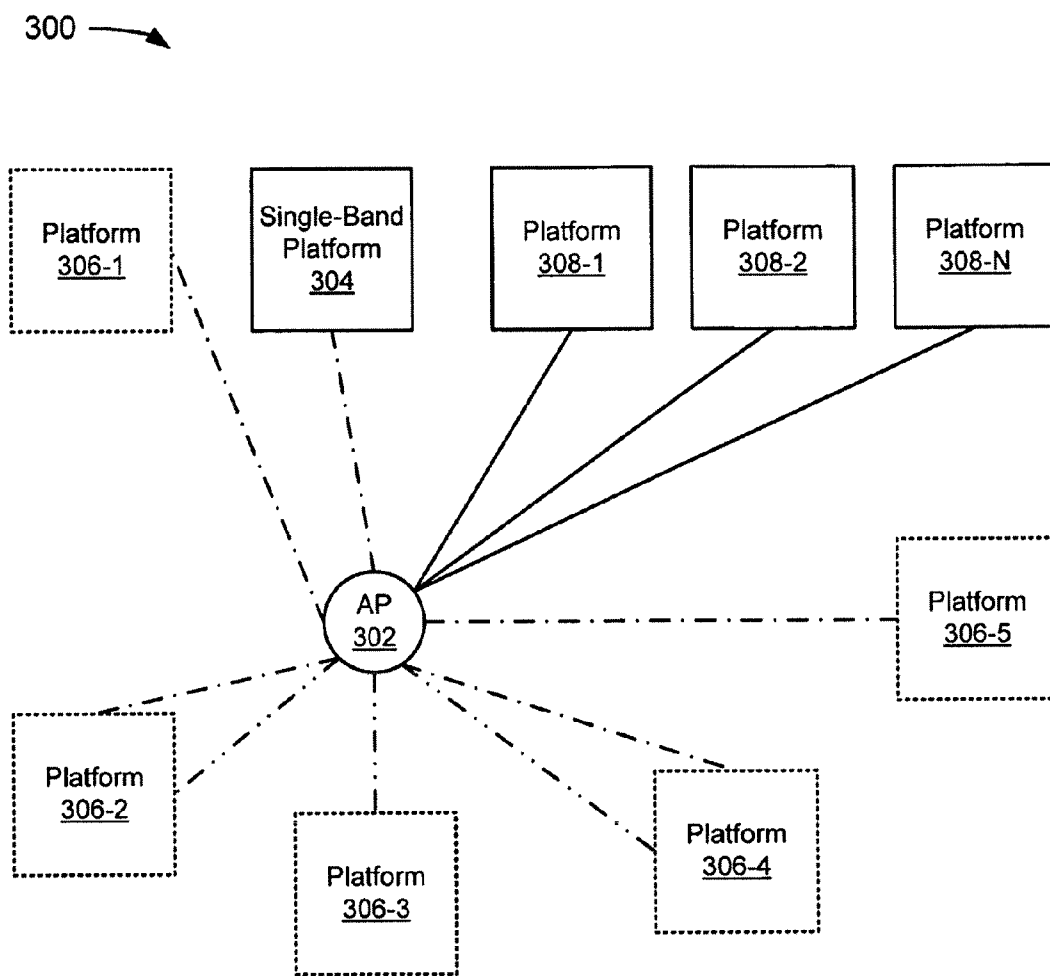 300
Platform
306-1
Single-Band
Platform
304
Platform
308-1
Platform
308-2
Platform
308-N
AP
302
Platform
306-5
Platform
306-2
Platform
306-3
Platform
306-4